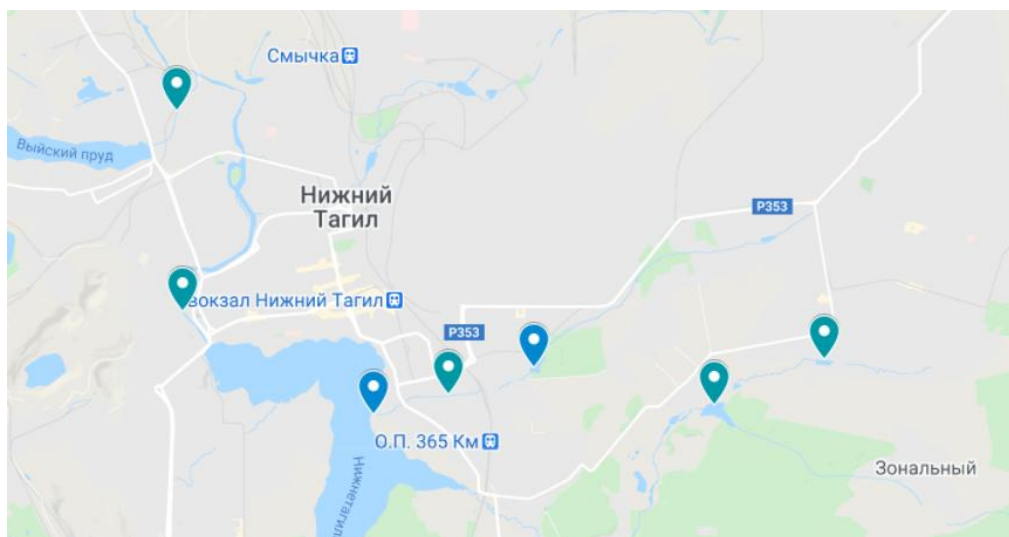 Смычка
Выйский пруд
Нижний
Тагил
Р353
вокзал Нижний Тагил
Р353
О.П. 365 Км
Зональный
Нижнетагил